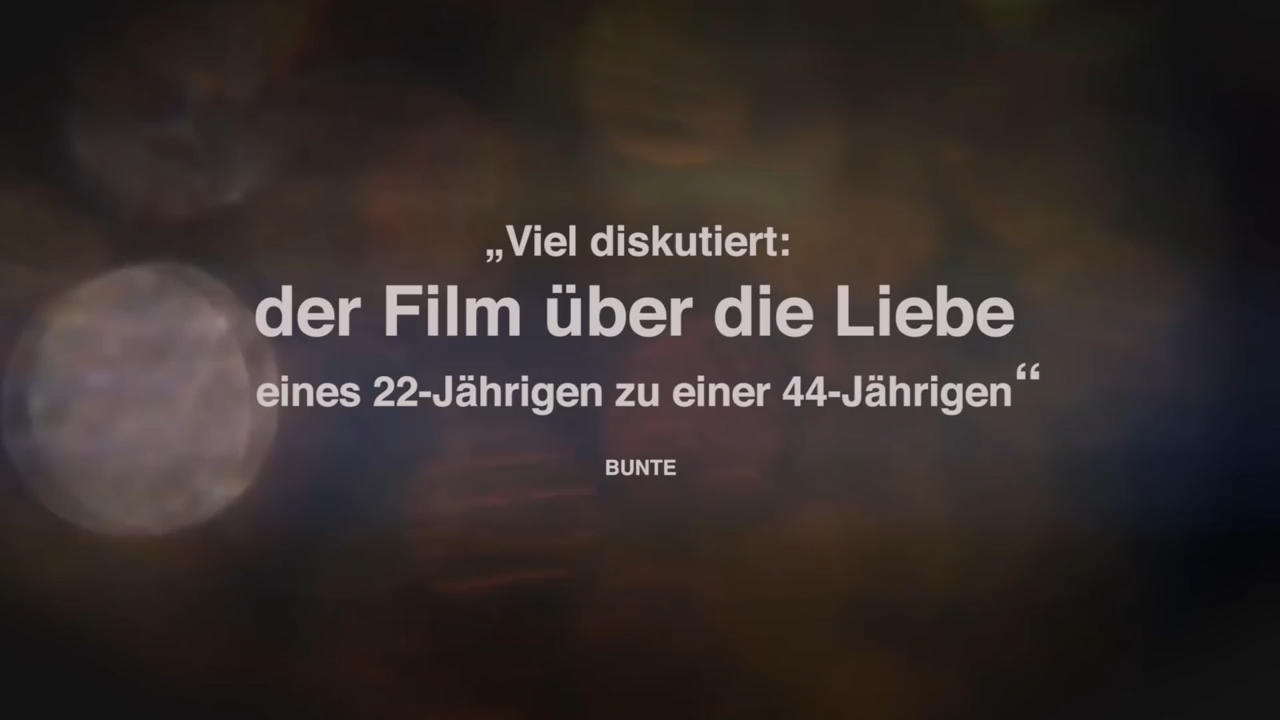 „Viel diskutiert:
der Film über die Liebe
eines 22-Jährigen zu einer 44-Jährigen“
BUNTE